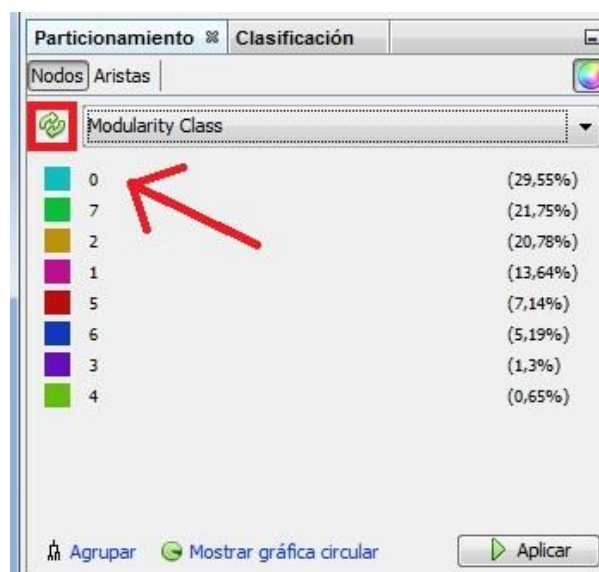 Particionamiento Clasificación
Nodos Aristas
Modularity Class
0 (29,55%)
7 (21,75%)
2 (20,78%)
1 (13,64%)
5 (7,14%)
6 (5,19%)
3 (1,3%)
4 (0,65%)
Agrupar Mostrar gráfica circular Aplicar